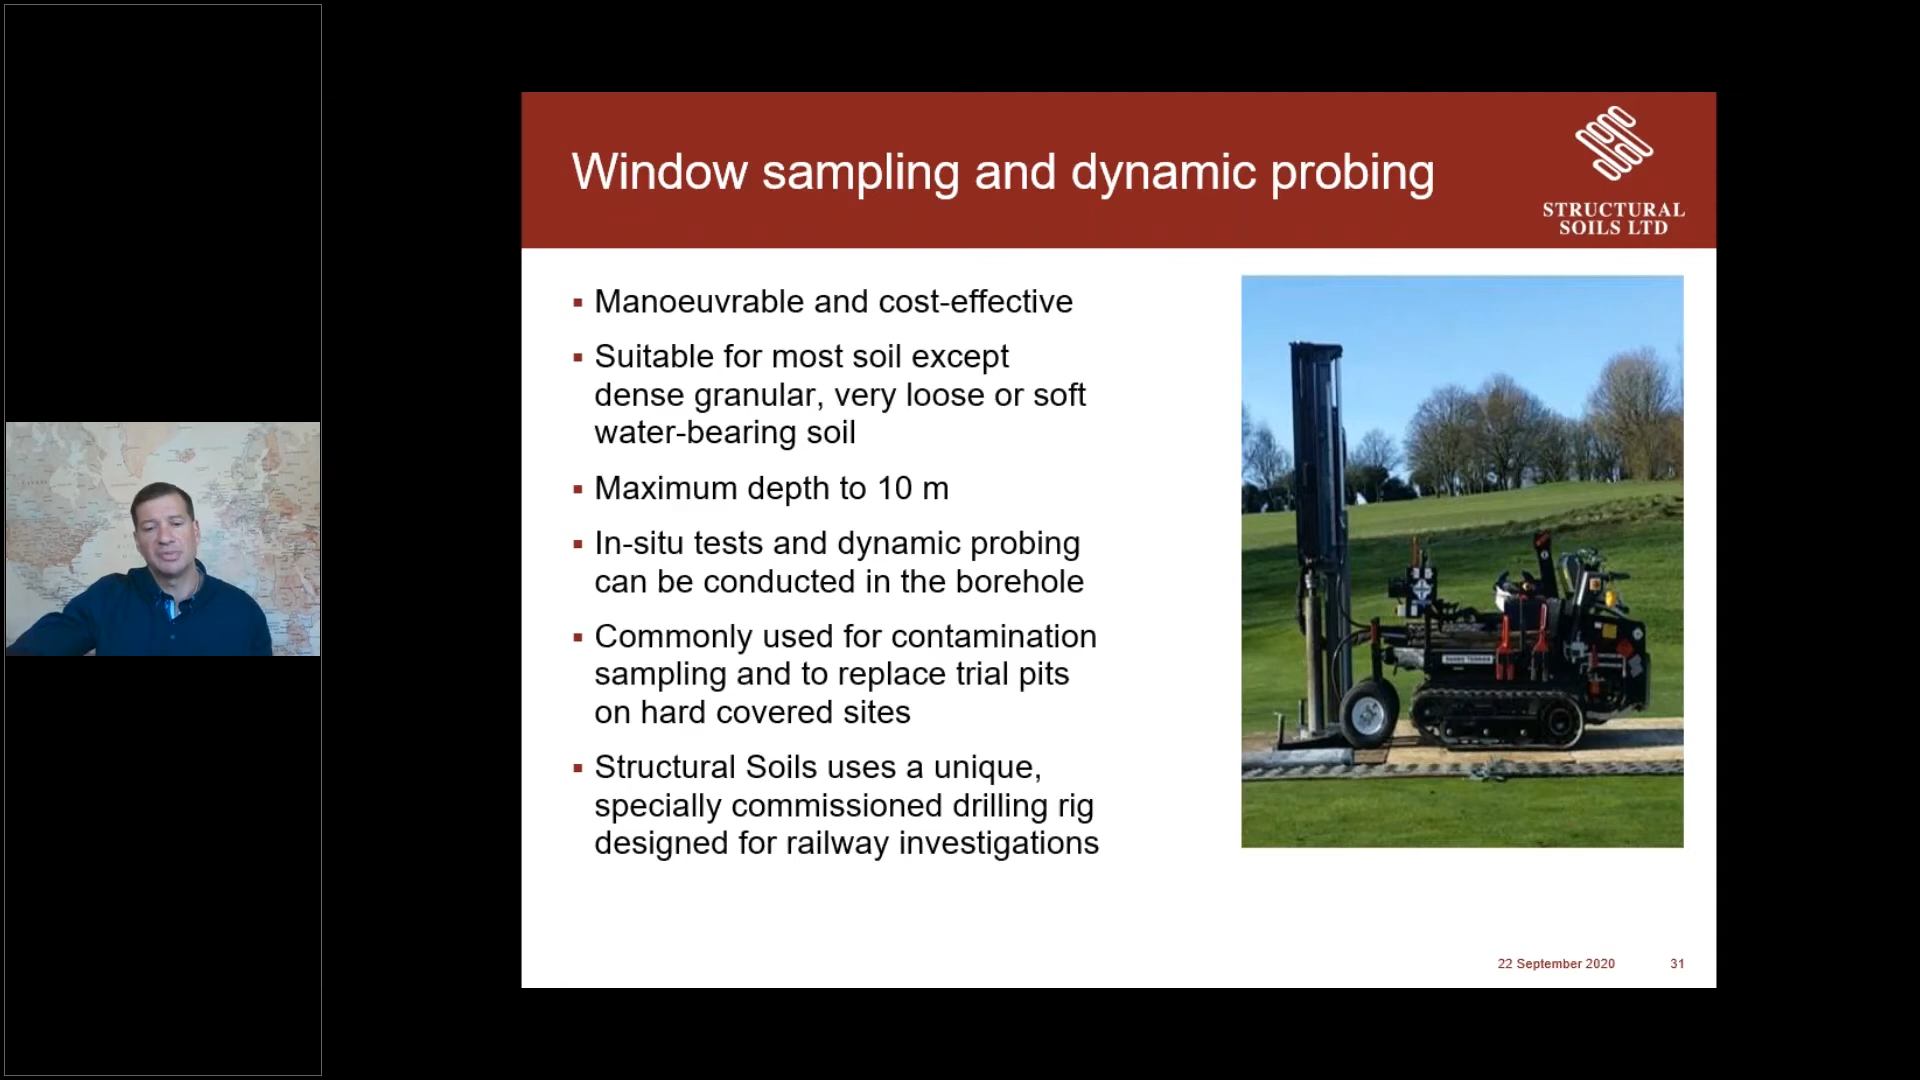 Window sampling and dynamic probing
STRUCTURAL
SOILS LTD
▪ Manoeuvrable and cost-effective
▪ Suitable for most soil except
dense granular, very loose or soft
water-bearing soil
▪ Maximum depth to 10 m
▪ In-situ tests and dynamic probing
can be conducted in the borehole
▪ Commonly used for contamination
sampling and to replace trial pits
on hard covered sites
▪ Structural Soils uses a unique,
specially commissioned drilling rig
designed for railway investigations
22 September 2020
31